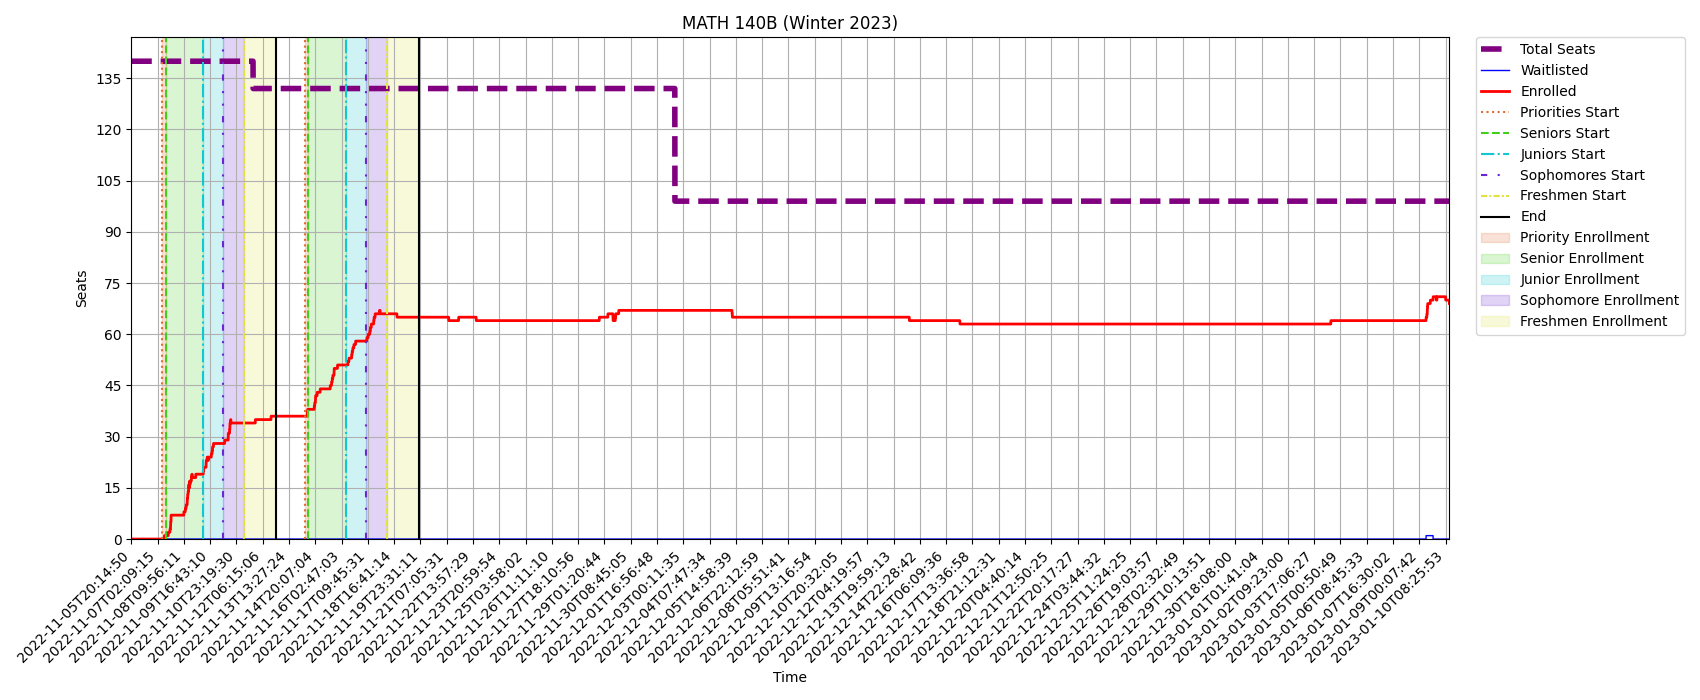 MATH 140B (Winter 2023)
Seats
135
120
105
90
75
60
45
30
15
0
2022-11-05T20:14:50
2022-11-07T02:09:15
2022-11-08T09:56:11
2022-11-09T16:43:10
2022-11-10T23:19:30
2022-11-12T06:15:06
2022-11-13T13:27:24
2022-11-14T20:07:04
2022-11-16T02:47:03
2022-11-17T09:45:31
2022-11-18T16:41:14
2022-11-19T23:31:11
2022-11-21T07:05:31
2022-11-22T13:57:29
2022-11-23T20:59:54
2022-11-25T03:58:02
2022-11-26T11:11:10
2022-11-27T18:10:56
2022-11-29T01:20:44
2022-11-30T08:45:05
2022-12-01T16:56:48
2022-12-03T00:11:35
2022-12-04T07:47:34
2022-12-05T14:58:39
2022-12-06T22:12:59
2022-12-08T05:51:41
2022-12-09T13:16:54
2022-12-10T20:32:05
2022-12-12T04:19:57
2022-12-13T13:59:13
2022-12-14T22:28:42
2022-12-16T06:09:36
2022-12-17T13:36:58
2022-12-18T21:12:31
2022-12-20T04:40:14
2022-12-21T12:50:25
2022-12-22T20:17:27
2022-12-24T03:44:32
2022-12-25T11:24:25
2022-12-26T19:03:57
2022-12-28T02:32:49
2022-12-29T10:13:51
2022-12-30T18:08:00
2023-01-01T01:41:04
2023-01-02T09:23:00
2023-01-03T17:06:27
2023-01-05T00:50:49
2023-01-06T08:45:33
2023-01-07T16:30:02
2023-01-09T00:07:42
2023-01-10T08:25:53
Time
Total Seats
Waitlisted
Enrolled
Priorities Start
Seniors Start
Juniors Start
Sophomores Start
Freshmen Start
End
Priority Enrollment
Senior Enrollment
Junior Enrollment
Sophomore Enrollment
Freshmen Enrollment